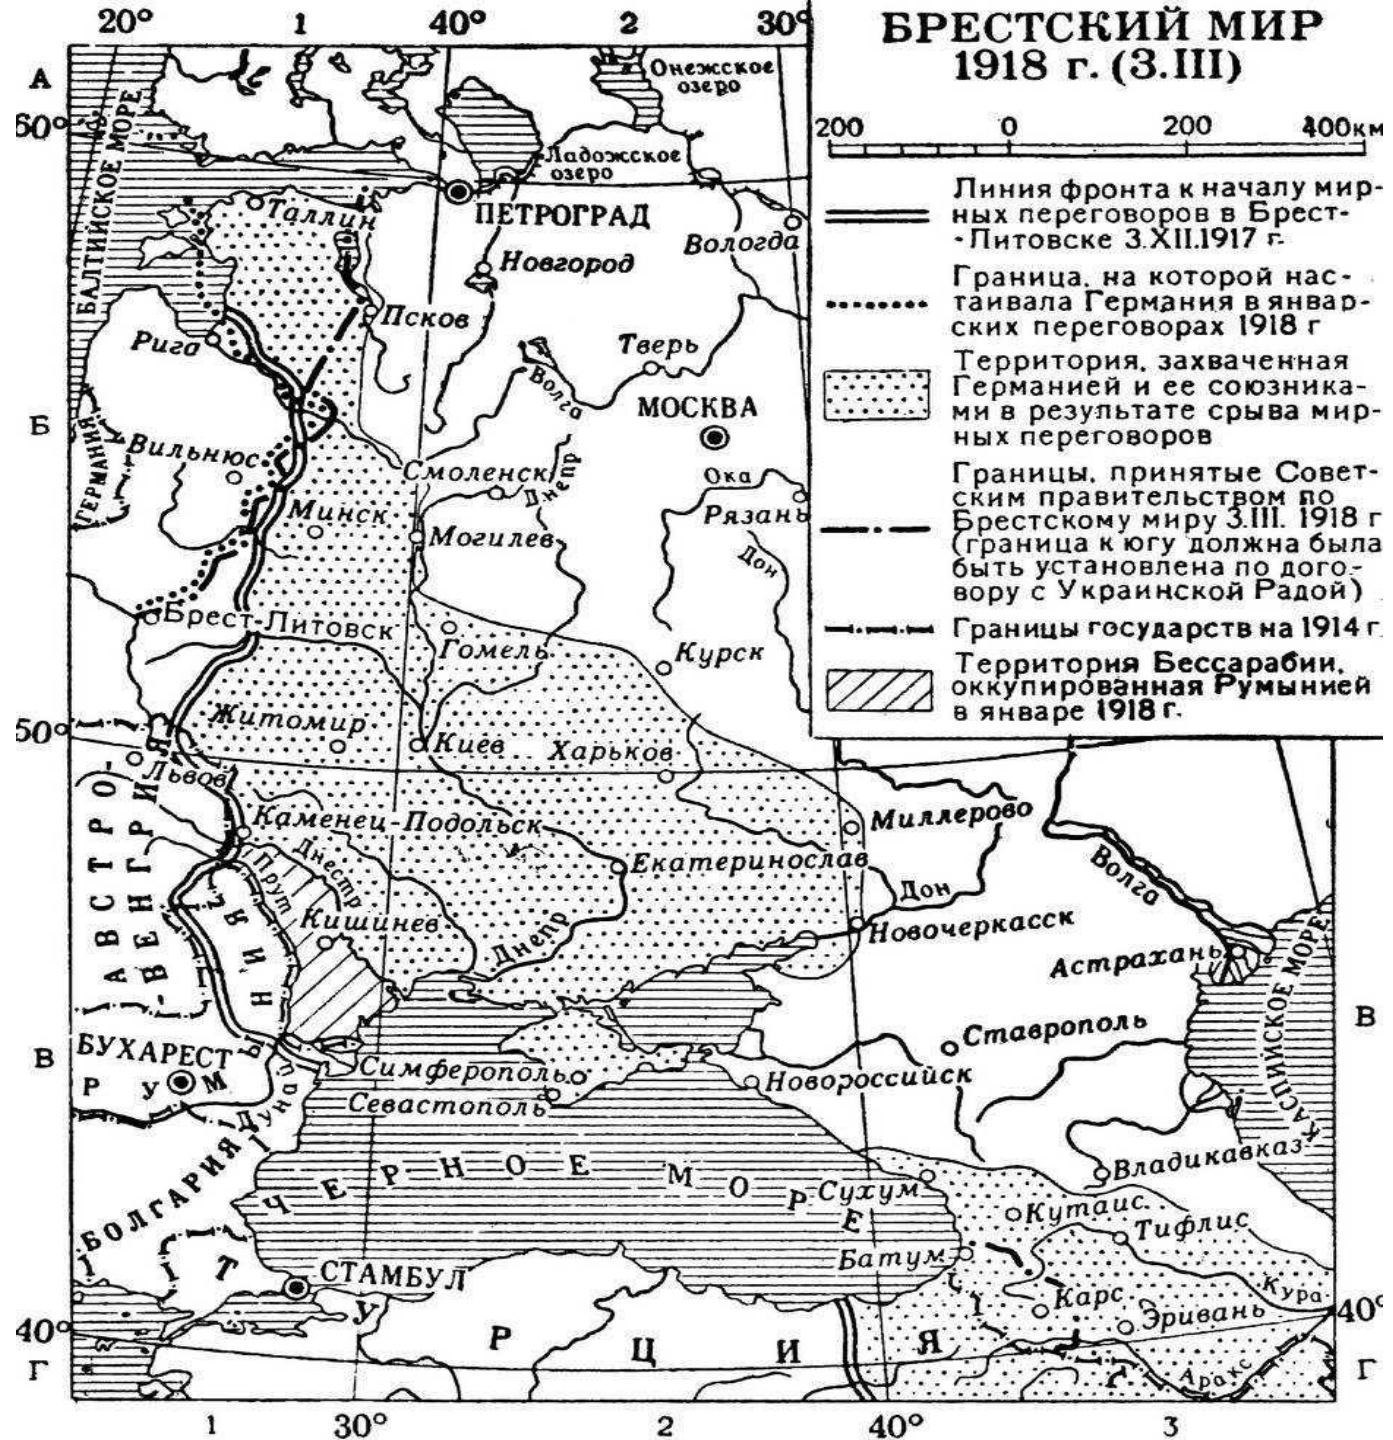 20°
1
40°
2
30°
БРЕСТСКИЙ МИР
1918 г. (3.III)
200
0
200
400км
Линия фронта к началу мир-
ных переговоров в Брест-
-Литовске 3.XII.1917 г.
Граница, на которой нас-
таивала Германия в январ-
ских переговорах 1918 г
Территория, захваченная
Германией и ее союзника-
ми в результате срыва мир-
ных переговоров
Границы, принятые Совет-
ским правительством по
Брестскому миру 3.III. 1918 г
(граница к югу должна была
быть установлена по дого-
вору с Украинской Радой)
Границы государств на 1914 г.
Территория Бессарабии,
оккупированная Румынией
в январе 1918 г.
А
60°
БАЛТИЙСКОЕ МОРЕ
Онежское
озеро
Ладожское
озеро
Таллин
ПЕТРОГРАД
Вологда
Новгород
Псков
Рига
Тверь
Волга
МОСКВА
Б
ГЕРМАНИЯ
Вильнюс
Смоленск
Днепр
Ока
Рязань
Минск
Могилев
Дон
Брест-Литовск
Гомель
Курск
50°
Житомир
Киев
Харьков
Львов
АВСТРО-
-ВЕНГРИЯ
Каменец-Подольск
Миллерово
Днестр
Прут
Екатеринослав
Дон
Волга
Кишинев
Днепр
Новочеркасск
Астрахань
КАСПИЙСКОЕ МОРЕ
В
В
БУХАРЕСТ
РУМЫНИЯ
Дунай
Ставрополь
Симферополь
Севастополь
Новороссийск
БОЛГАРИЯ
ЧЕРНОЕ МОРЕ
Владикавказ
Сухум
Кутаис
Тифлис
Батум
СТАМБУЛ
ТУРЦИЯ
Карс
Эривань
Кура
Аракс
40°
40°
Г
Г
1
30°
2
40°
3